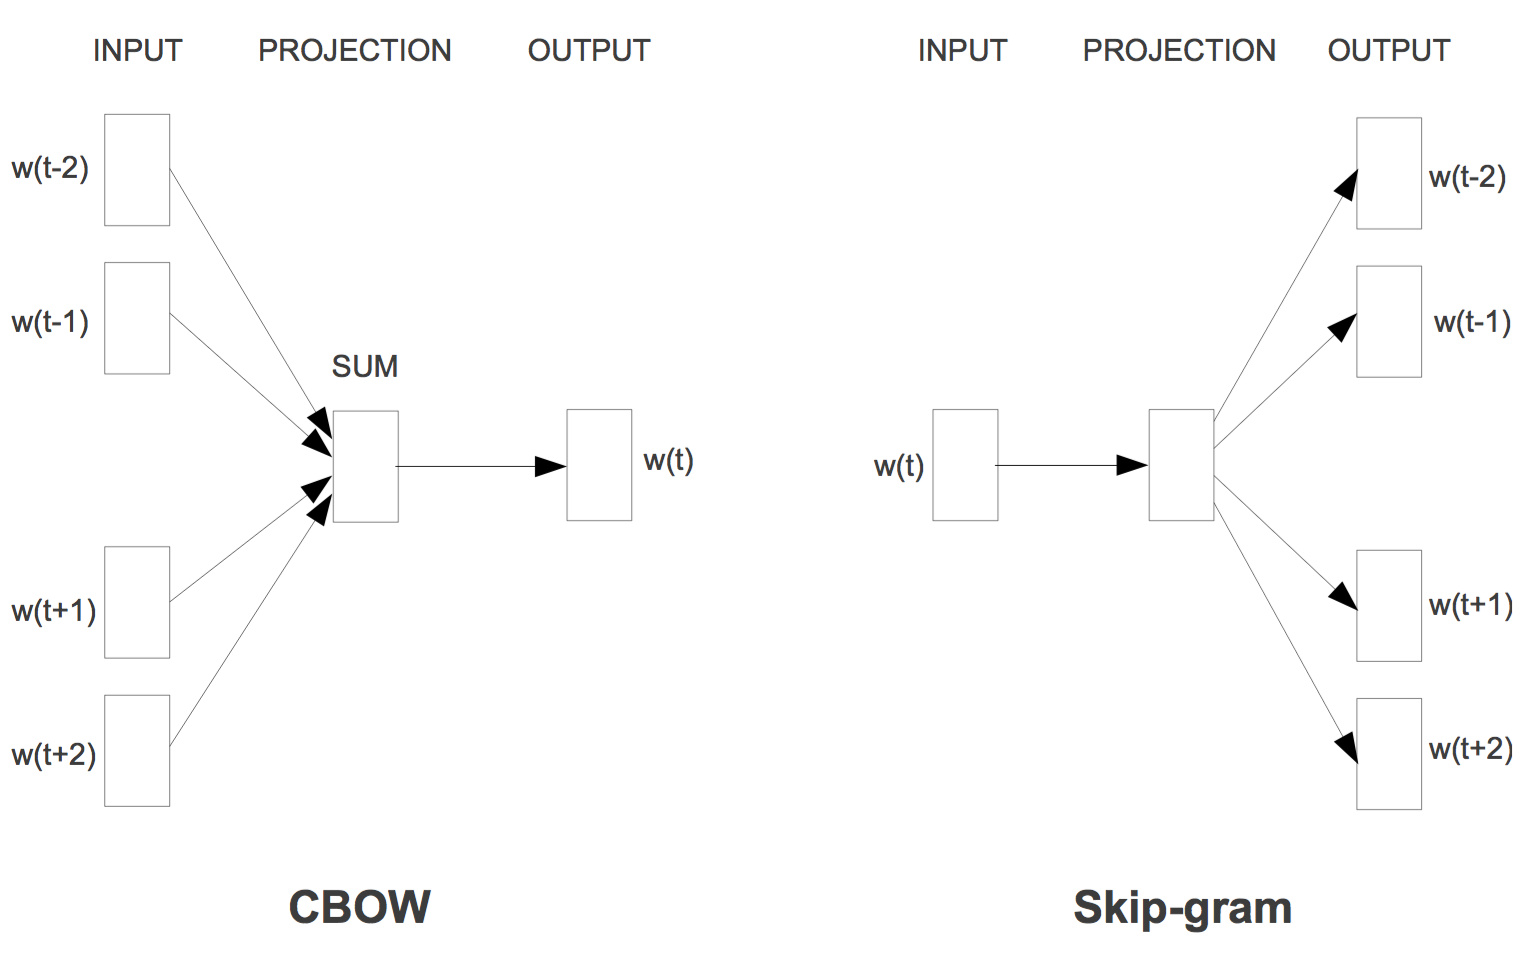 INPUT PROJECTION OUTPUT
w(t-2)
w(t-1)
SUM
w(t)
w(t+1)
w(t+2)
CBOW
INPUT PROJECTION OUTPUT
w(t-2)
w(t-1)
w(t)
w(t+1)
w(t+2)
Skip-gram